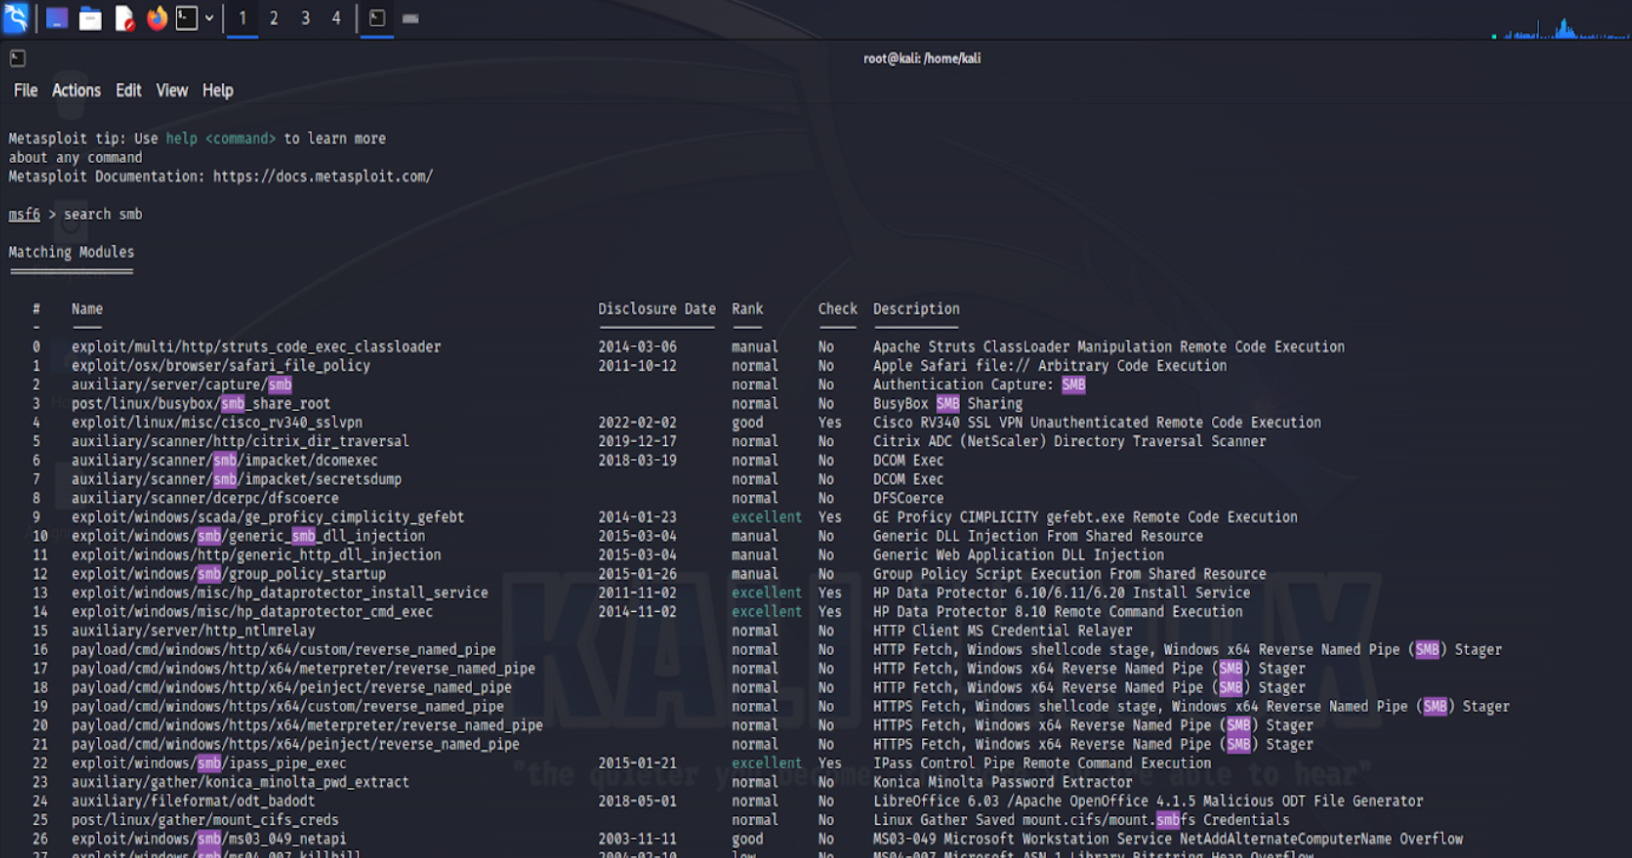 1 2 3 4
root@kali: /home/kali
File Actions Edit View Help
Metasploit tip: Use help <command> to learn more
about any command
Metasploit Documentation: https://docs.metasploit.com/
msf6 > search smb
Matching Modules
# Name Disclosure Date Rank Check Description
0 exploit/multi/http/struts_code_exec_classloader 2014-03-06 manual No Apache Struts ClassLoader Manipulation Remote Code Execution
1 exploit/osx/browser/safari_file_policy 2011-10-12 normal No Apple Safari file:// Arbitrary Code Execution
2 auxiliary/server/capture/smb normal No Authentication Capture: SMB
3 post/linux/busybox/smb_share_root normal No BusyBox SMB Sharing
4 exploit/linux/misc/cisco_rv340_sslvpn 2022-02-02 good Yes Cisco RV340 SSL VPN Unauthenticated Remote Code Execution
5 auxiliary/scanner/http/citrix_dir_traversal 2019-12-17 normal No Citrix ADC (NetScaler) Directory Traversal Scanner
6 auxiliary/scanner/smb/impacket/dcomexec 2018-03-19 normal No DCOM Exec
7 auxiliary/scanner/smb/impacket/secretsdump normal No DCOM Exec
8 auxiliary/scanner/dcerpc/dfscoerce normal No DFSCoerce
9 exploit/windows/scada/ge_proficy_cimplicity_gefebt 2014-01-23 excellent Yes GE Proficy CIMPLICITY gefebt.exe Remote Code Execution
10 exploit/windows/smb/generic_smb_dll_injection 2015-03-04 manual No Generic DLL Injection From Shared Resource
11 exploit/windows/http/generic_http_dll_injection 2015-03-04 manual No Generic Web Application DLL Injection
12 exploit/windows/smb/group_policy_startup 2015-01-26 manual No Group Policy Script Execution From Shared Resource
13 exploit/windows/misc/hp_dataprotector_install_service 2011-11-02 excellent Yes HP Data Protector 6.10/6.11/6.20 Install Service
14 exploit/windows/misc/hp_dataprotector_cmd_exec 2014-11-02 excellent Yes HP Data Protector 8.10 Remote Command Execution
15 auxiliary/server/http_ntlmrelay normal No HTTP Client MS Credential Relayer
16 payload/cmd/windows/http/x64/custom/reverse_named_pipe normal No HTTP Fetch, Windows shellcode stage, Windows x64 Reverse Named Pipe (SMB) Stager
17 payload/cmd/windows/http/x64/meterpreter/reverse_named_pipe normal No HTTP Fetch, Windows x64 Reverse Named Pipe (SMB) Stager
18 payload/cmd/windows/http/x64/peinject/reverse_named_pipe normal No HTTP Fetch, Windows x64 Reverse Named Pipe (SMB) Stager
19 payload/cmd/windows/https/x64/custom/reverse_named_pipe normal No HTTPS Fetch, Windows shellcode stage, Windows x64 Reverse Named Pipe (SMB) Stager
20 payload/cmd/windows/https/x64/meterpreter/reverse_named_pipe normal No HTTPS Fetch, Windows x64 Reverse Named Pipe (SMB) Stager
21 payload/cmd/windows/https/x64/peinject/reverse_named_pipe normal No HTTPS Fetch, Windows x64 Reverse Named Pipe (SMB) Stager
22 exploit/windows/smb/ipass_pipe_exec 2015-01-21 excellent Yes IPass Control Pipe Remote Command Execution
23 auxiliary/gather/konica_minolta_pwd_extract normal No Konica Minolta Password Extractor
24 auxiliary/fileformat/odt_badodt 2018-05-01 normal No LibreOffice 6.03 /Apache OpenOffice 4.1.5 Malicious ODT File Generator
25 post/linux/gather/mount_cifs_creds normal No Linux Gather Saved mount.cifs/mount.smbfs Credentials
26 exploit/windows/smb/ms03_049_netapi 2003-11-11 good No MS03-049 Microsoft Workstation Service NetAddAlternateComputerName Overflow
27 exploit/windows/smb/ms04_007_killbill 2004-02-10 low No MS04-007 Microsoft ASN.1 Library Bitstring Heap Overflow